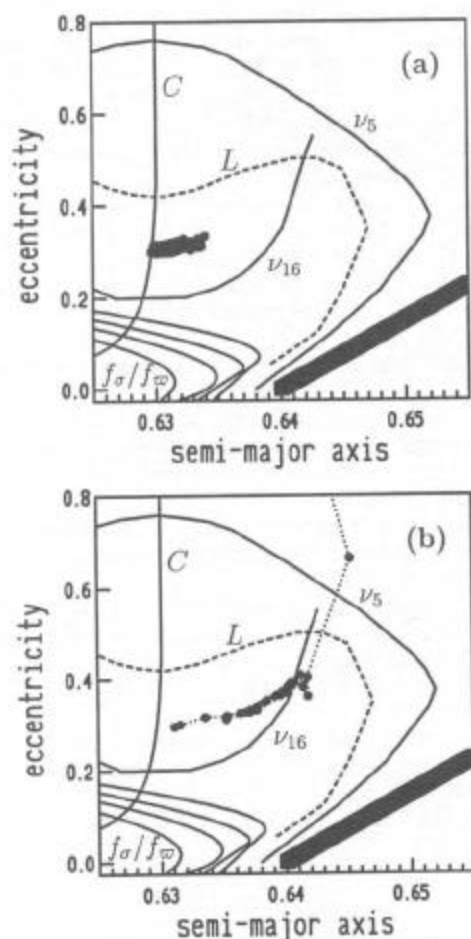 0.8
(a)
C
ν5
0.6
L
eccentricity
0.4
ν16
0.2
fσ/fϖ
0.0
0.63 0.64 0.65
semi-major axis
0.8
(b)
C
ν5
0.6
L
eccentricity
0.4
ν16
0.2
fσ/fϖ
0.0
0.63 0.64 0.65
semi-major axis